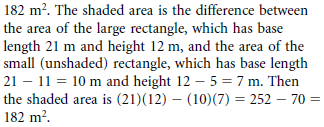 182 m². The shaded area is the difference between
the area of the large rectangle, which has base
length 21 m and height 12 m, and the area of the
small (unshaded) rectangle, which has base length
21 − 11 = 10 m and height 12 − 5 = 7 m. Then
the shaded area is (21)(12) − (10)(7) = 252 − 70 =
182 m².